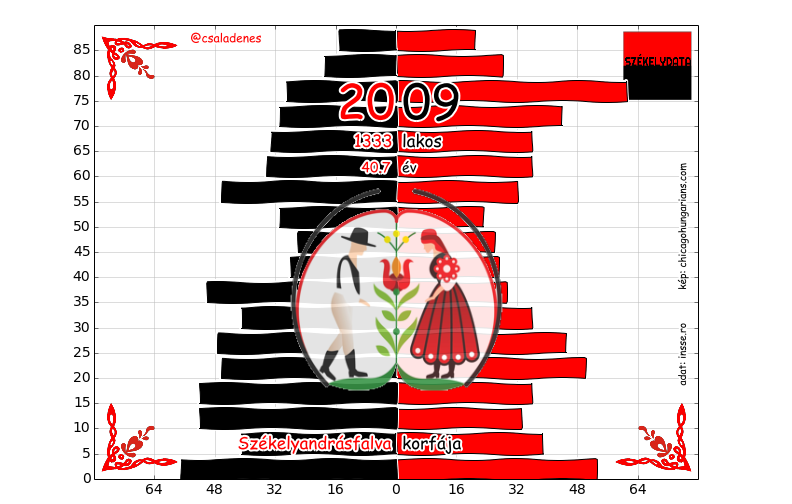 @csaladenes
SZÉKELYDATA
2009
1333 lakos
40.7 év
kép: chicagohungarians.com
adat: insse.ro
Székelyandrásfalva korfája
85
80
75
70
65
60
55
50
45
40
35
30
25
20
15
10
5
0
64 48 32 16 0 16 32 48 64